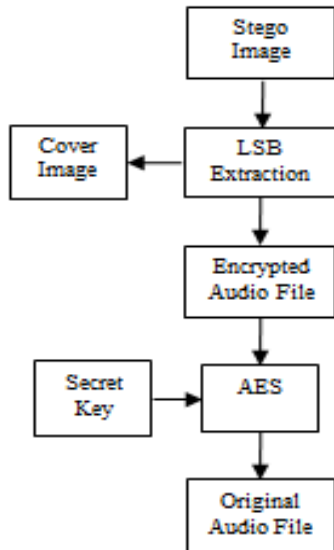 Stego
Image
Cover
Image
LSB
Extraction
Encrypted
Audio File
Secret
Key
AES
Original
Audio File